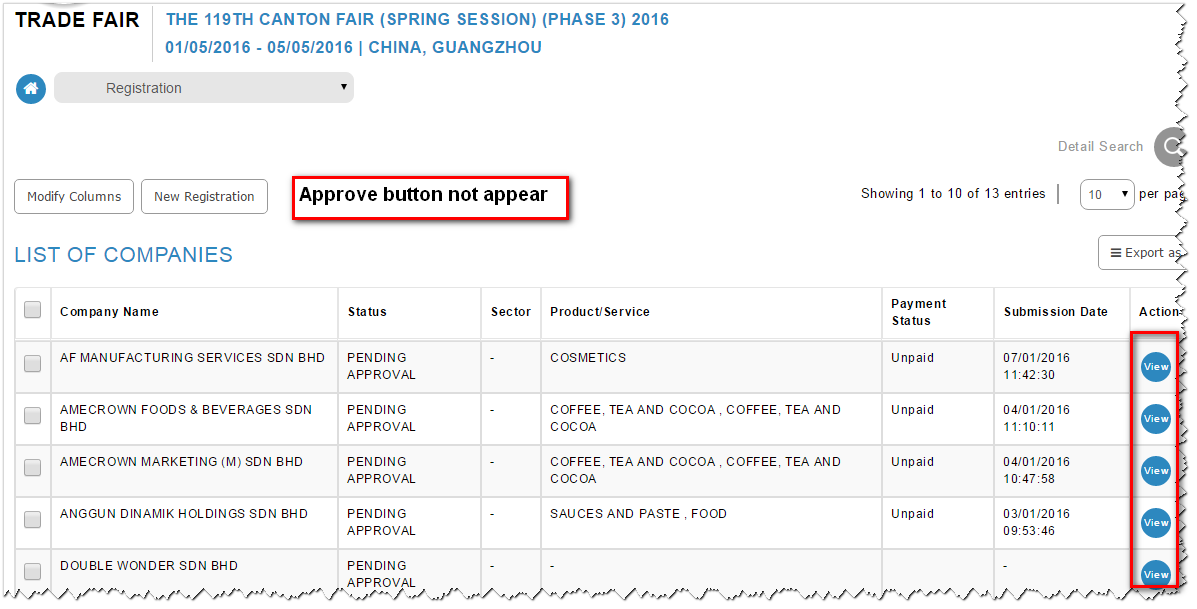 TRADE FAIR
THE 119TH CANTON FAIR (SPRING SESSION) (PHASE 3) 2016
01/05/2016 - 05/05/2016 | CHINA, GUANGZHOU
Registration
Detail Search
Modify Columns
New Registration
Approve button not appear
Showing 1 to 10 of 13 entries
10
per pag
LIST OF COMPANIES
Export as
Company Name
Status
Sector
Product/Service
Payment
Status
Submission Date
Action
AF MANUFACTURING SERVICES SDN BHD
PENDING
APPROVAL
-
COSMETICS
Unpaid
07/01/2016
11:42:30
View
AMECROWN FOODS & BEVERAGES SDN
BHD
PENDING
APPROVAL
-
COFFEE, TEA AND COCOA , COFFEE, TEA AND
COCOA
Unpaid
04/01/2016
11:10:11
View
AMECROWN MARKETING (M) SDN BHD
PENDING
APPROVAL
-
COFFEE, TEA AND COCOA , COFFEE, TEA AND
COCOA
Unpaid
04/01/2016
10:47:58
View
ANGGUN DINAMIK HOLDINGS SDN BHD
PENDING
APPROVAL
-
SAUCES AND PASTE , FOOD
Unpaid
03/01/2016
09:53:46
View
DOUBLE WONDER SDN BHD
PENDING
APPROVAL
-
-
-
View